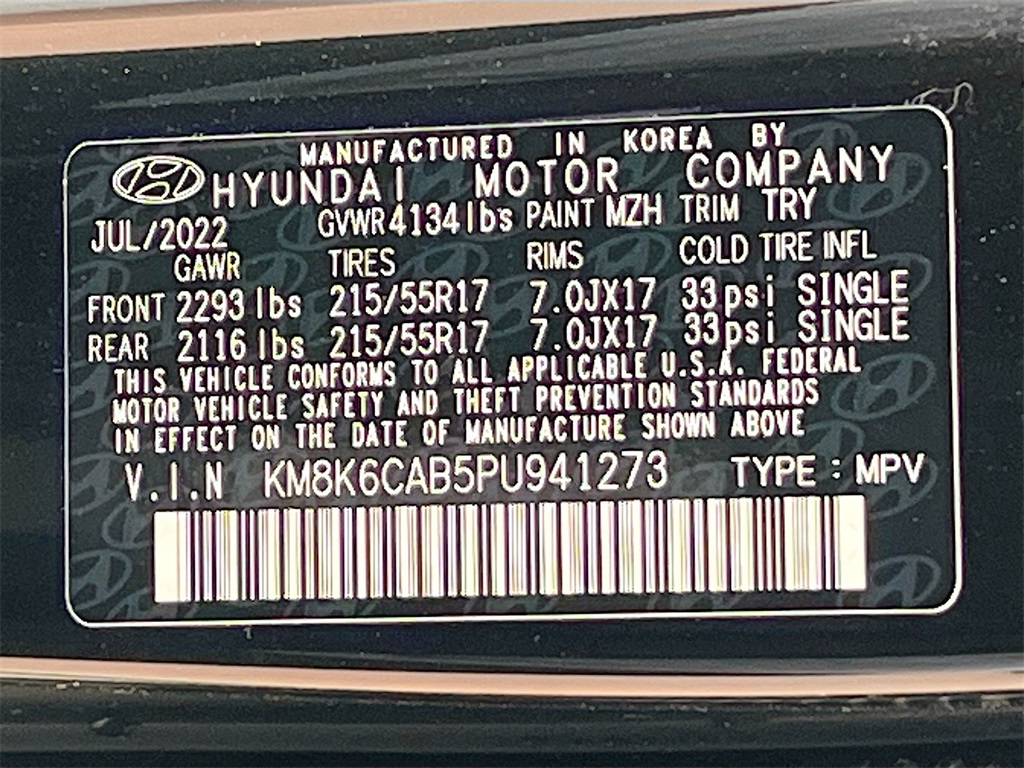 MANUFACTURED IN KOREA BY
HYUNDAI MOTOR COMPANY
JUL/2022 GVWR 4134 lbs PAINT MZH TRIM TRY
GAWR TIRES RIMS COLD TIRE INFL
FRONT 2293 lbs 215/55R17 7.0JX17 33psi SINGLE
REAR 2116 lbs 215/55R17 7.0JX17 33psi SINGLE
THIS VEHICLE CONFORMS TO ALL APPLICABLE U.S.A. FEDERAL
MOTOR VEHICLE SAFETY AND THEFT PREVENTION STANDARDS
IN EFFECT ON THE DATE OF MANUFACTURE SHOWN ABOVE
V.I.N KM8K6CAB5PU941273 TYPE : MPV